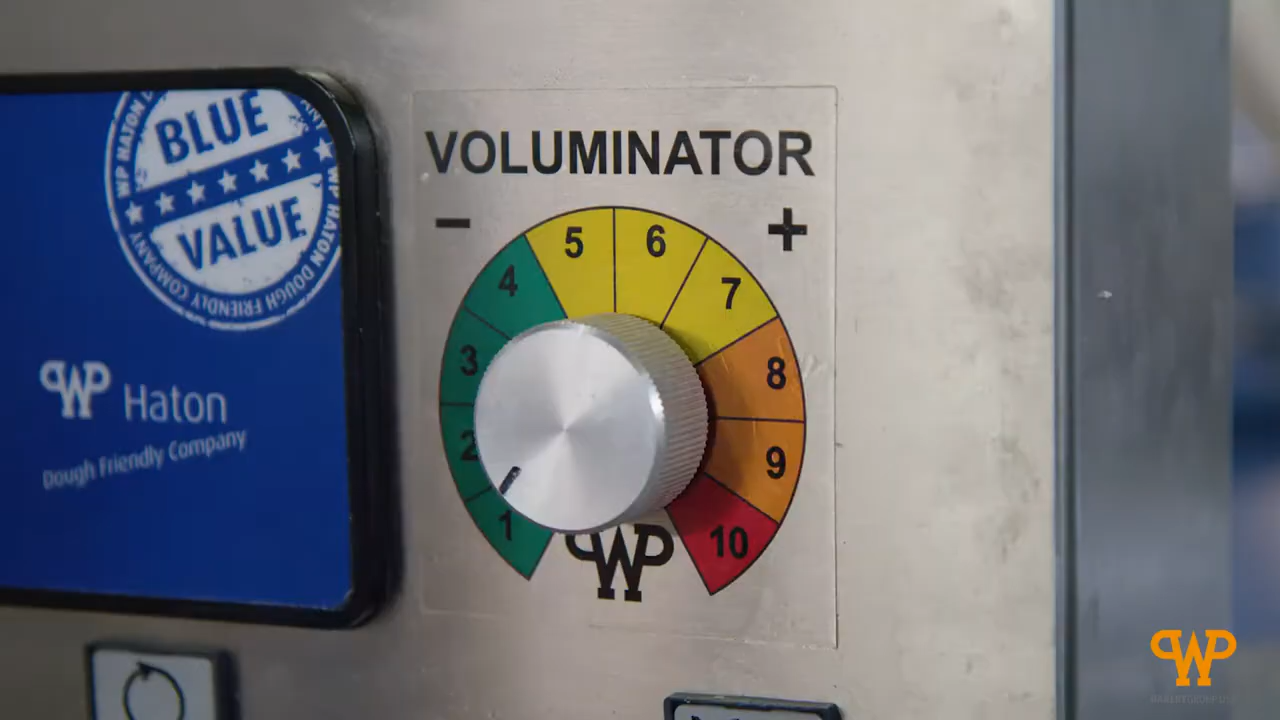 BLUE
VALUE
WP HATON DOUGH FRIENDLY COMPANY
WP Haton
Dough Friendly Company
VOLUMINATOR
- +
1
2
3
4
5
6
7
8
9
10
WP
WP